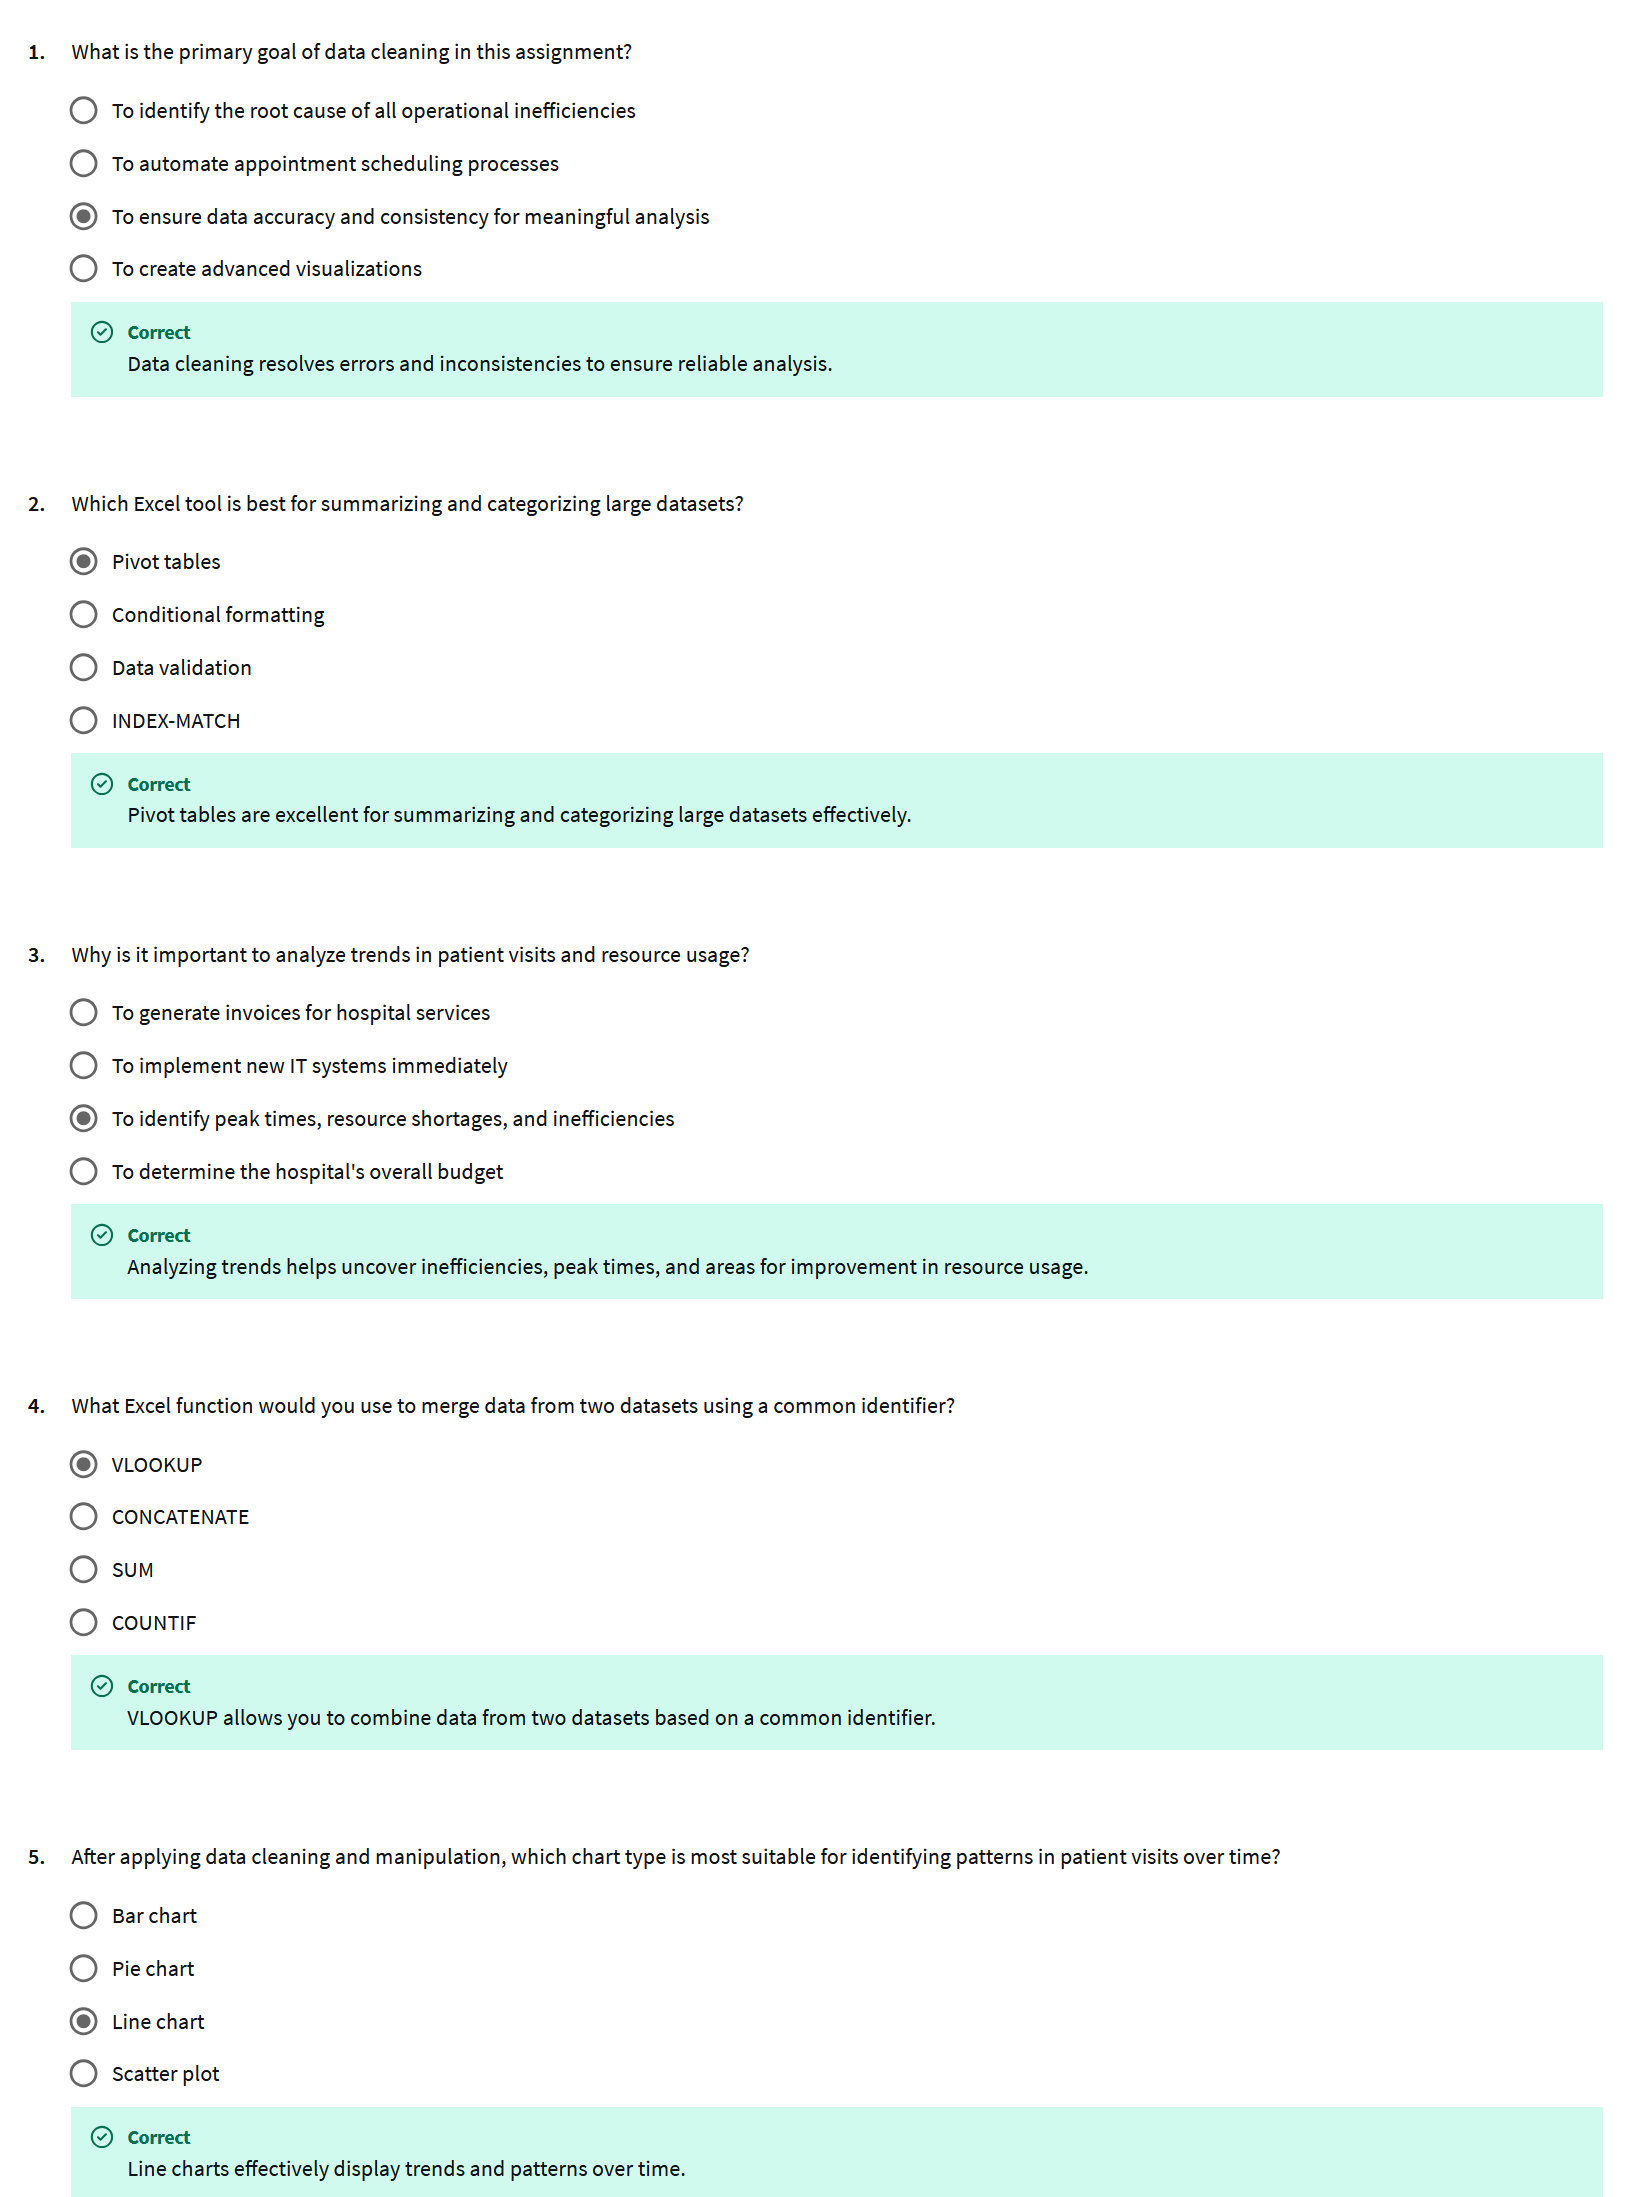 1. What is the primary goal of data cleaning in this assignment?
To identify the root cause of all operational inefficiencies
To automate appointment scheduling processes
To ensure data accuracy and consistency for meaningful analysis
To create advanced visualizations
Correct
Data cleaning resolves errors and inconsistencies to ensure reliable analysis.
2. Which Excel tool is best for summarizing and categorizing large datasets?
Pivot tables
Conditional formatting
Data validation
INDEX-MATCH
Correct
Pivot tables are excellent for summarizing and categorizing large datasets effectively.
3. Why is it important to analyze trends in patient visits and resource usage?
To generate invoices for hospital services
To implement new IT systems immediately
To identify peak times, resource shortages, and inefficiencies
To determine the hospital's overall budget
Correct
Analyzing trends helps uncover inefficiencies, peak times, and areas for improvement in resource usage.
4. What Excel function would you use to merge data from two datasets using a common identifier?
VLOOKUP
CONCATENATE
SUM
COUNTIF
Correct
VLOOKUP allows you to combine data from two datasets based on a common identifier.
5. After applying data cleaning and manipulation, which chart type is most suitable for identifying patterns in patient visits over time?
Bar chart
Pie chart
Line chart
Scatter plot
Correct
Line charts effectively display trends and patterns over time.